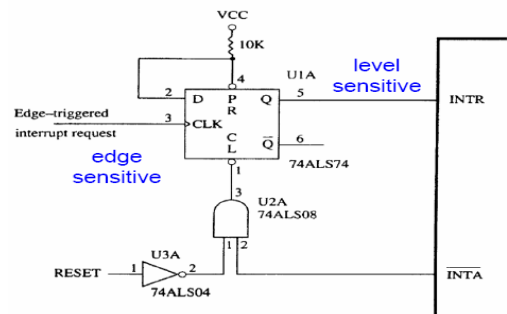 VCC
10K
4
U1A
level
sensitive
2
D
P
R
Q
5
INTR
Edge-triggered
interrupt request
3
CLK
edge
sensitive
C
L
Q
6
74ALS74
1
3
U2A
74ALS08
U3A
1
2
RESET
1
2
INTA
74ALS04